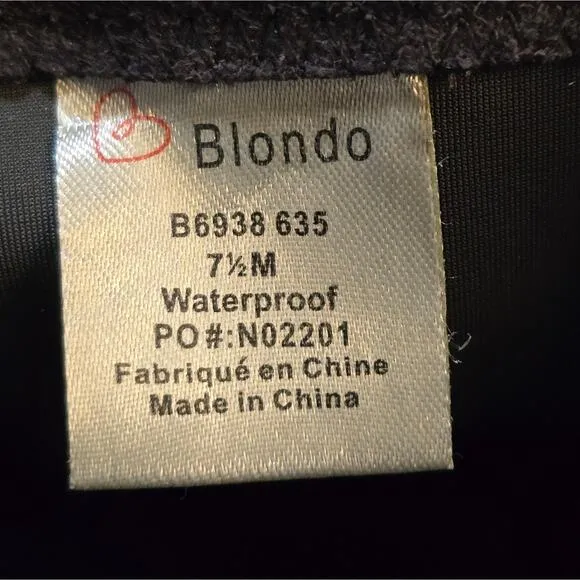 Blondo
B6938 635
7½M
Waterproof
PO#:N02201
Fabriqué en Chine
Made in China